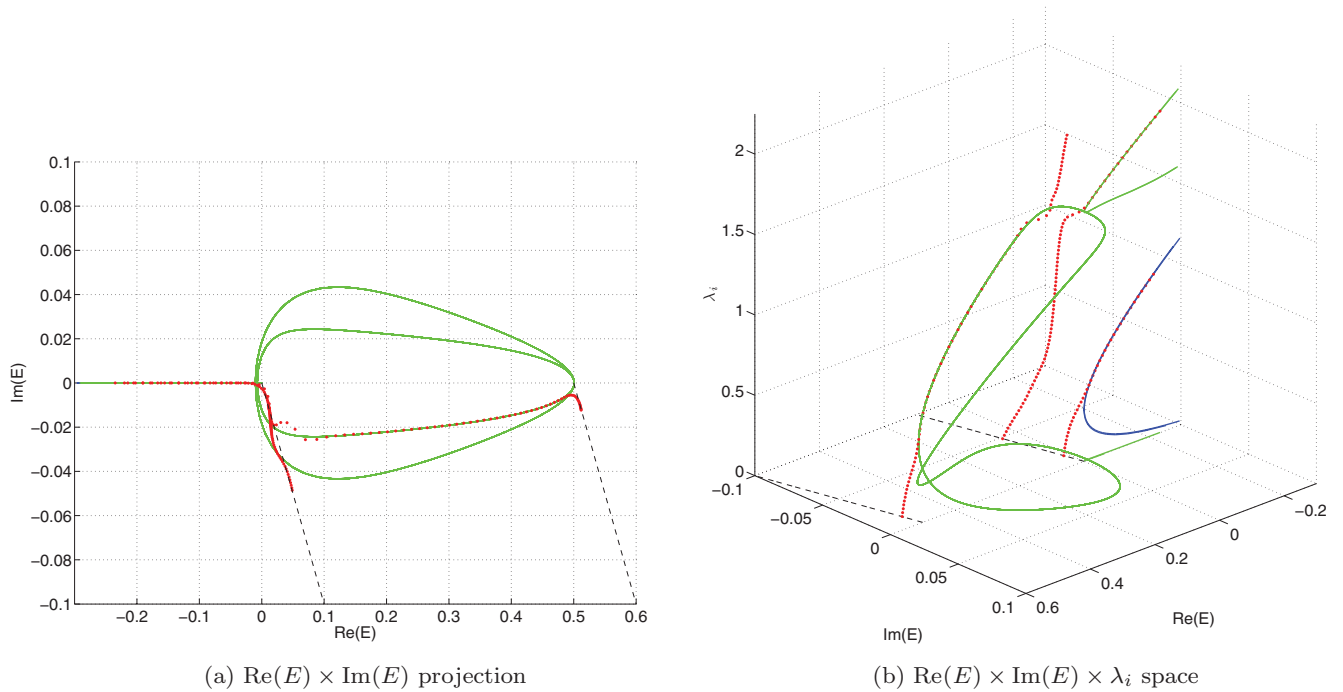 0.1
0.08
0.06
0.04
0.02
0
−0.02
−0.04
−0.06
−0.08
−0.1
Im(E)
−0.2 −0.1 0 0.1 0.2 0.3 0.4 0.5 0.6
Re(E)
(a) Re(E) × Im(E) projection
2
1.5
1
0.5
0
λi
−0.1 −0.05 0 0.05 0.1
Im(E)
0.6 0.4 0.2 0 −0.2
Re(E)
(b) Re(E) × Im(E) × λi space